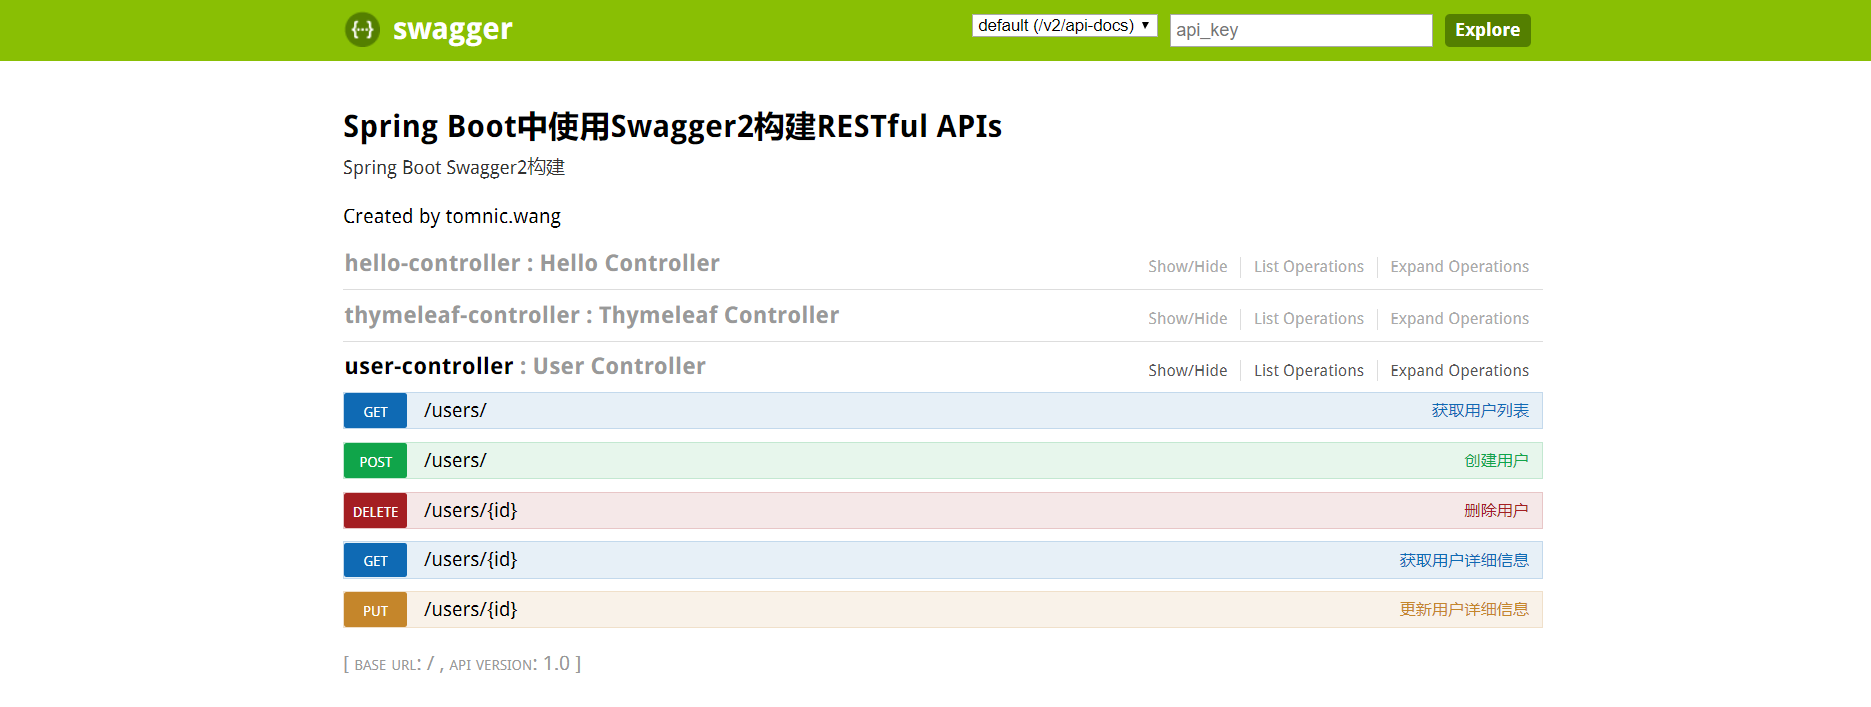 swagger default (/v2/api-docs) api_key Explore
Spring Boot中使用Swagger2构建RESTful APIs
Spring Boot Swagger2构建
Created by tomnic.wang
hello-controller : Hello Controller Show/Hide List Operations Expand Operations
thymeleaf-controller : Thymeleaf Controller Show/Hide List Operations Expand Operations
user-controller : User Controller Show/Hide List Operations Expand Operations
GET /users/ 获取用户列表
POST /users/ 创建用户
DELETE /users/{id} 删除用户
GET /users/{id} 获取用户详细信息
PUT /users/{id} 更新用户详细信息
[ BASE URL: / , API VERSION: 1.0 ]